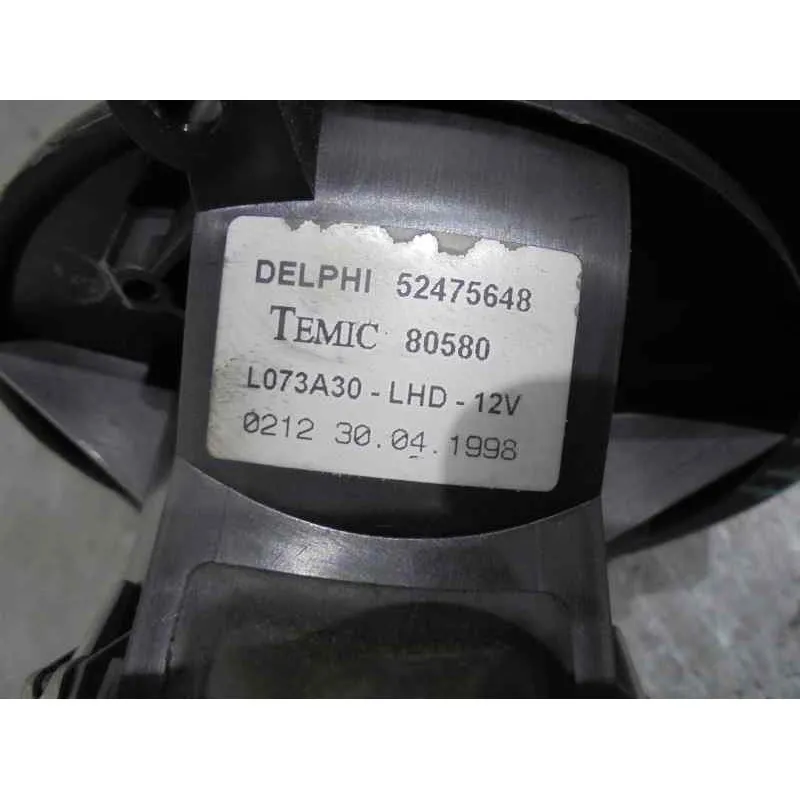 DELPHI 52475648
TEMIC 80580
L073A30 - LHD - 12V
0212 30.04.1998